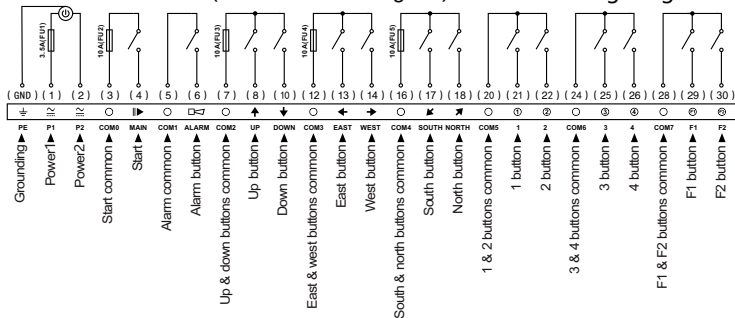 3.5A(FU1)
10A(FU2)
10A(FU3)
10A(FU4)
10A(FU5)
(GND) (1) (2) (3) (4) (5) (6) (7) (8) (10) (12) (13) (14) (16) (17) (18) (20) (21) (22) (24) (25) (26) (28) (29) (30)
1 2 3 4 F1 F2
PE P1 P2 COM0 MAIN COM1 ALARM COM2 UP DOWN COM3 EAST WEST COM4 SOUTH NORTH COM5 1 2 COM6 3 4 COM7 F1 F2
Grounding
Power1
Power2
Start common
Start
Alarm common
Alarm button
Up & down buttons common
Up button
Down button
East & west buttons common
East button
West button
South & north buttons common
South button
North button
1 & 2 buttons common
1 button
2 button
3 & 4 buttons common
3 button
4 button
F1 & F2 buttons common
F1 button
F2 button